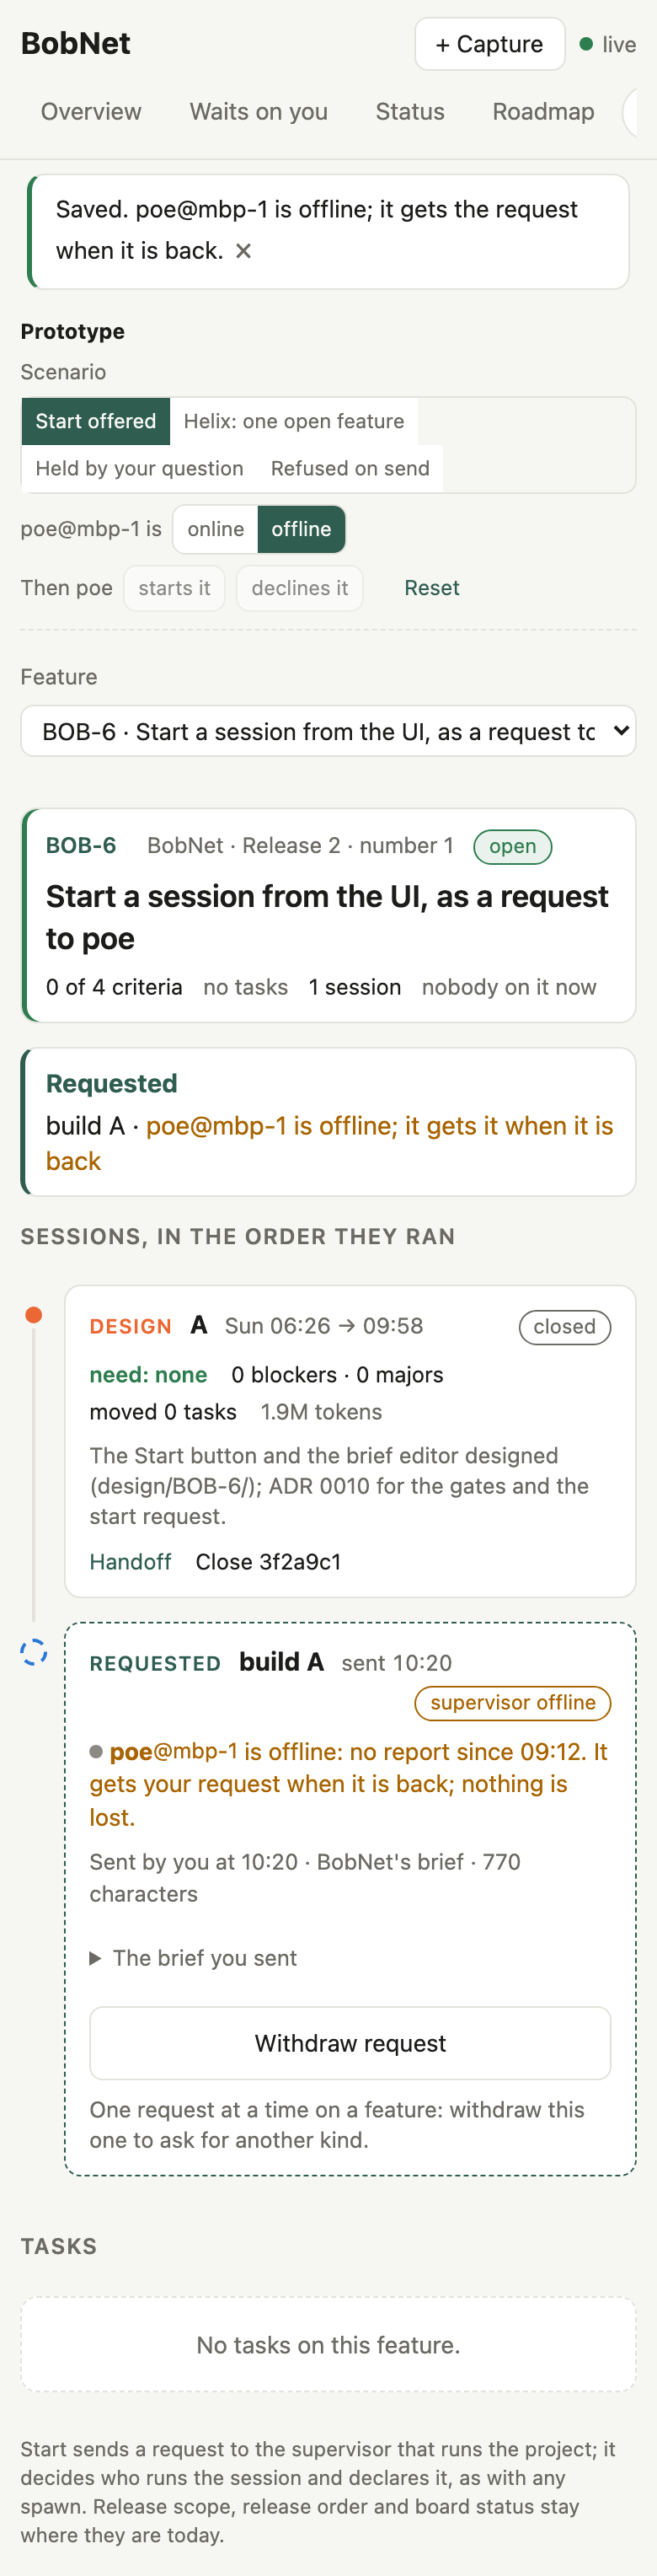 BobNet
+ Capture
live
Overview
Waits on you
Status
Roadmap
Saved. poe@mbp-1 is offline; it gets the request
when it is back. ✕
Prototype
Scenario
Start offered
Helix: one open feature
Held by your question
Refused on send
poe@mbp-1 is
online
offline
Then poe
starts it
declines it
Reset
Feature
BOB-6 · Start a session from the UI, as a request to
BOB-6 BobNet · Release 2 · number 1 open
Start a session from the UI, as a request
to poe
0 of 4 criteria no tasks 1 session nobody on it now
Requested
build A · poe@mbp-1 is offline; it gets it when it is
back
SESSIONS, IN THE ORDER THEY RAN
DESIGN A Sun 06:26 → 09:58 closed
need: none 0 blockers · 0 majors
moved 0 tasks 1.9M tokens
The Start button and the brief editor designed
(design/BOB-6/); ADR 0010 for the gates and the
start request.
Handoff Close 3f2a9c1
REQUESTED build A sent 10:20
supervisor offline
poe@mbp-1 is offline: no report since 09:12. It
gets your request when it is back; nothing is
lost.
Sent by you at 10:20 · BobNet's brief · 770
characters
▶ The brief you sent
Withdraw request
One request at a time on a feature: withdraw this
one to ask for another kind.
TASKS
No tasks on this feature.
Start sends a request to the supervisor that runs the project; it
decides who runs the session and declares it, as with any
spawn. Release scope, release order and board status stay
where they are today.